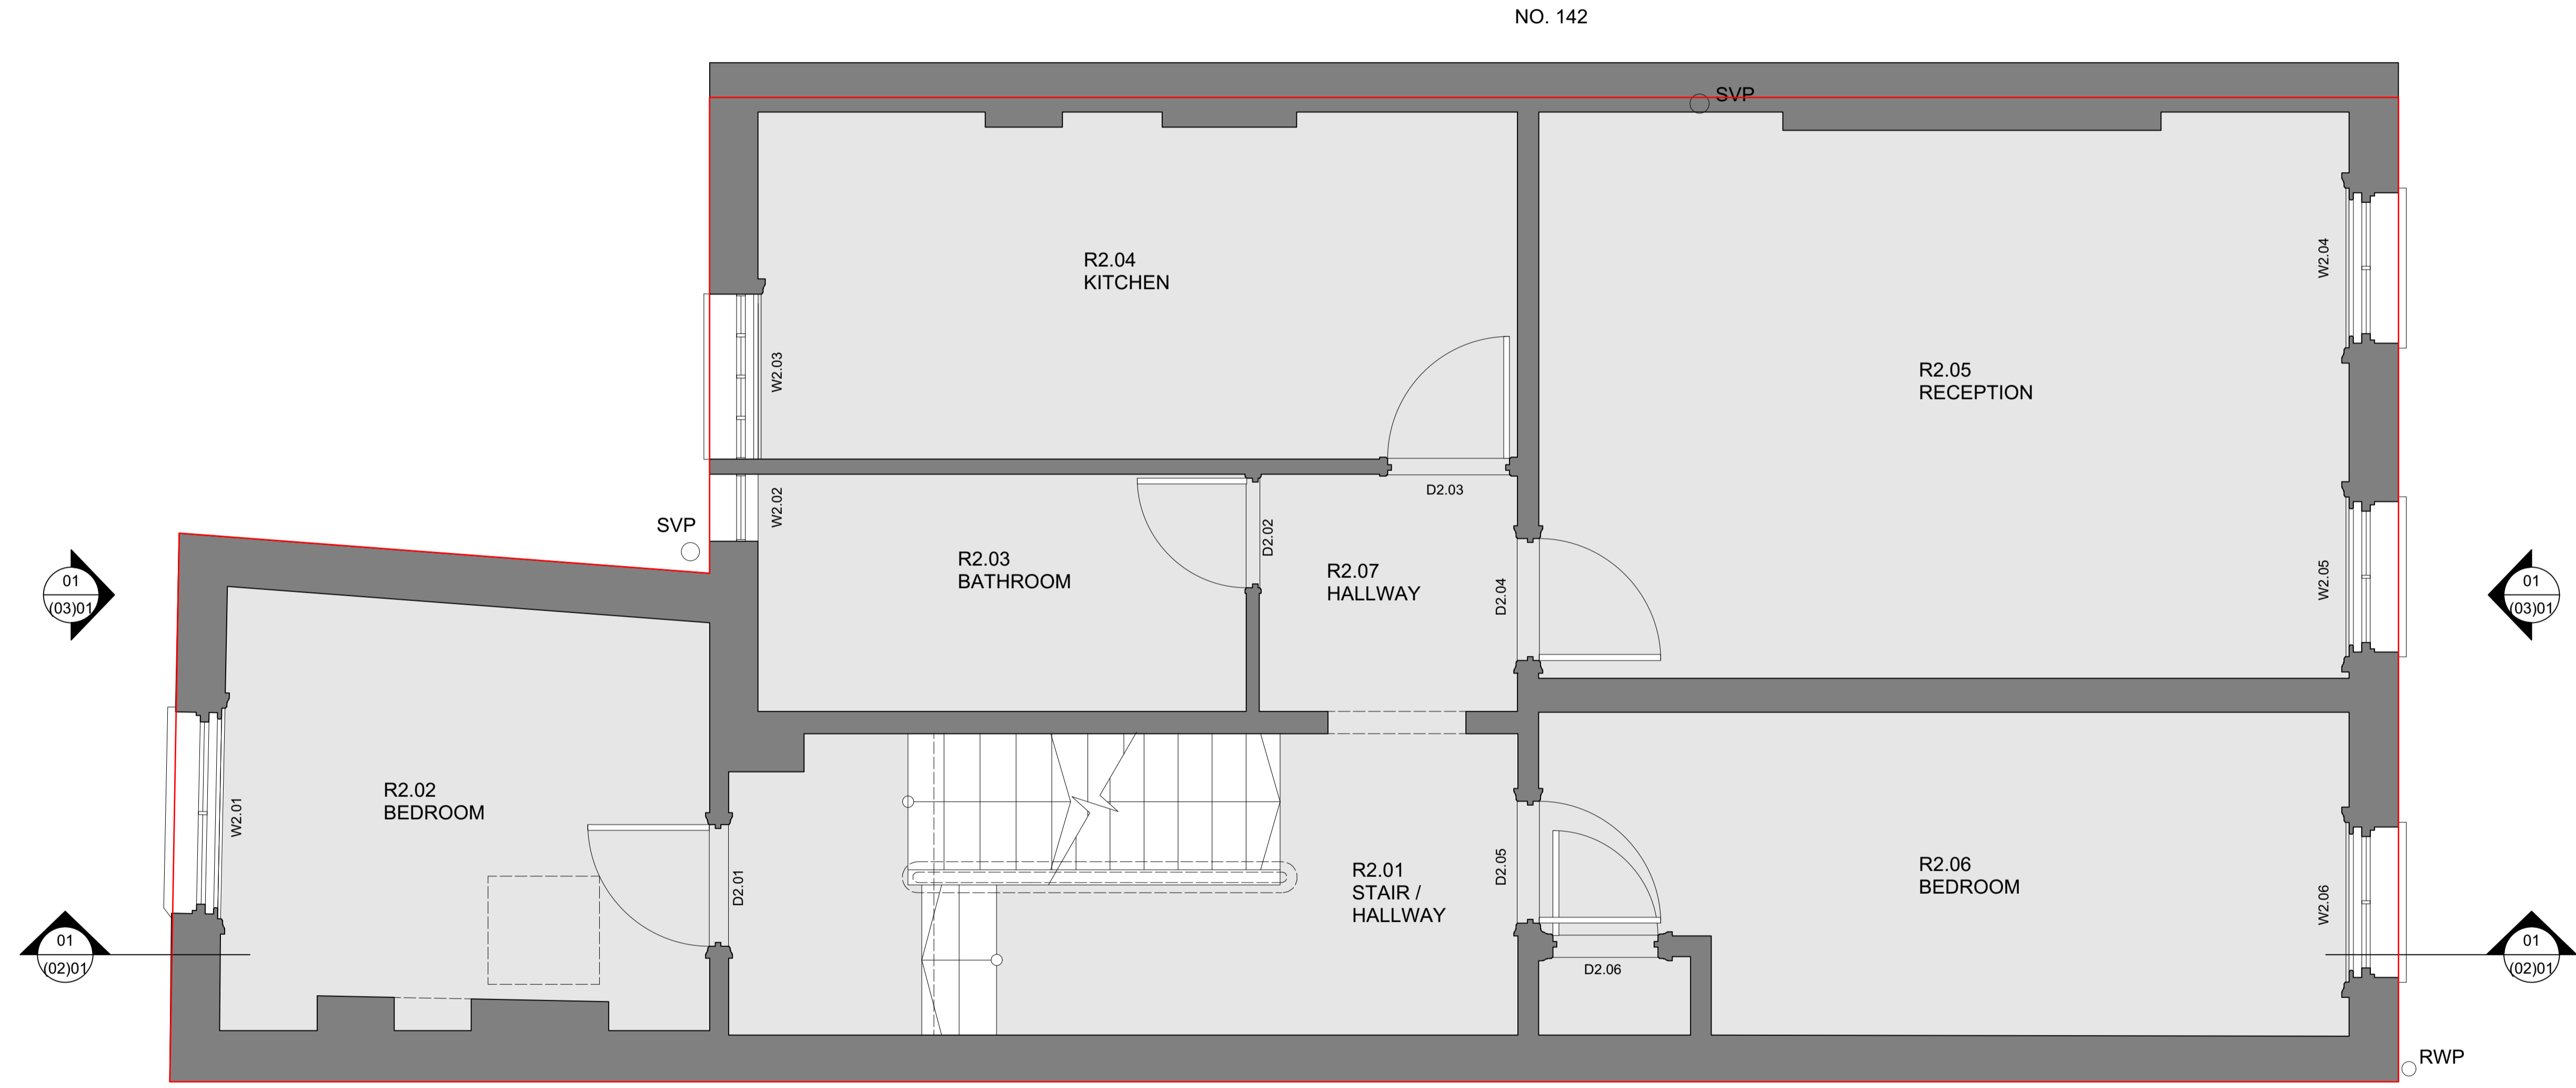 NO. 142
SVP
W2.04
R2.04
KITCHEN
W2.03
R2.05
RECEPTION
D2.03
W2.02
SVP
D2.02
R2.03
BATHROOM
R2.07
HALLWAY
D2.04
W2.05
01
(03)01
01
(03)01
R2.02
BEDROOM
W2.01
D2.01
R2.01
STAIR /
HALLWAY
D2.05
R2.06
BEDROOM
W2.06
01
(02)01
D2.06
01
(02)01
RWP